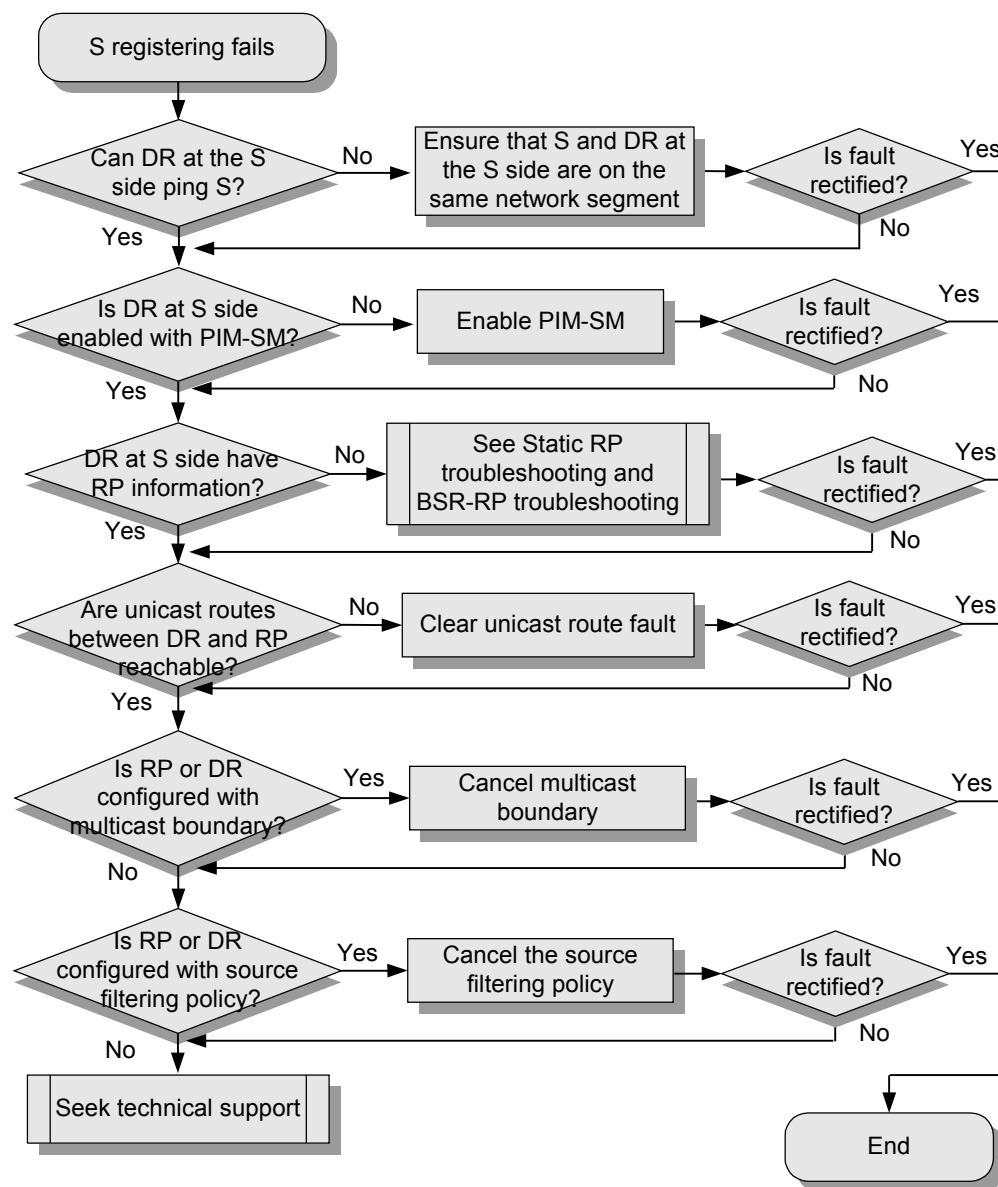 S registering fails
Can DR at the S
side ping S?
No
Ensure that S and DR at
the S side are on the
same network segment
Is fault
rectified?
Yes
No
Yes
Is DR at S side
enabled with PIM-SM?
No
Enable PIM-SM
Is fault
rectified?
Yes
No
Yes
DR at S side have
RP information?
No
See Static RP
troubleshooting and
BSR-RP troubleshooting
Is fault
rectified?
Yes
No
Yes
Are unicast routes
between DR and RP
reachable?
No
Clear unicast route fault
Is fault
rectified?
Yes
No
Yes
Is RP or DR
configured with
multicast boundary?
Yes
Cancel multicast
boundary
Is fault
rectified?
Yes
No
No
Is RP or DR
configured with source
filtering policy?
Yes
Cancel the source
filtering policy
Is fault
rectified?
Yes
No
No
Seek technical support
End